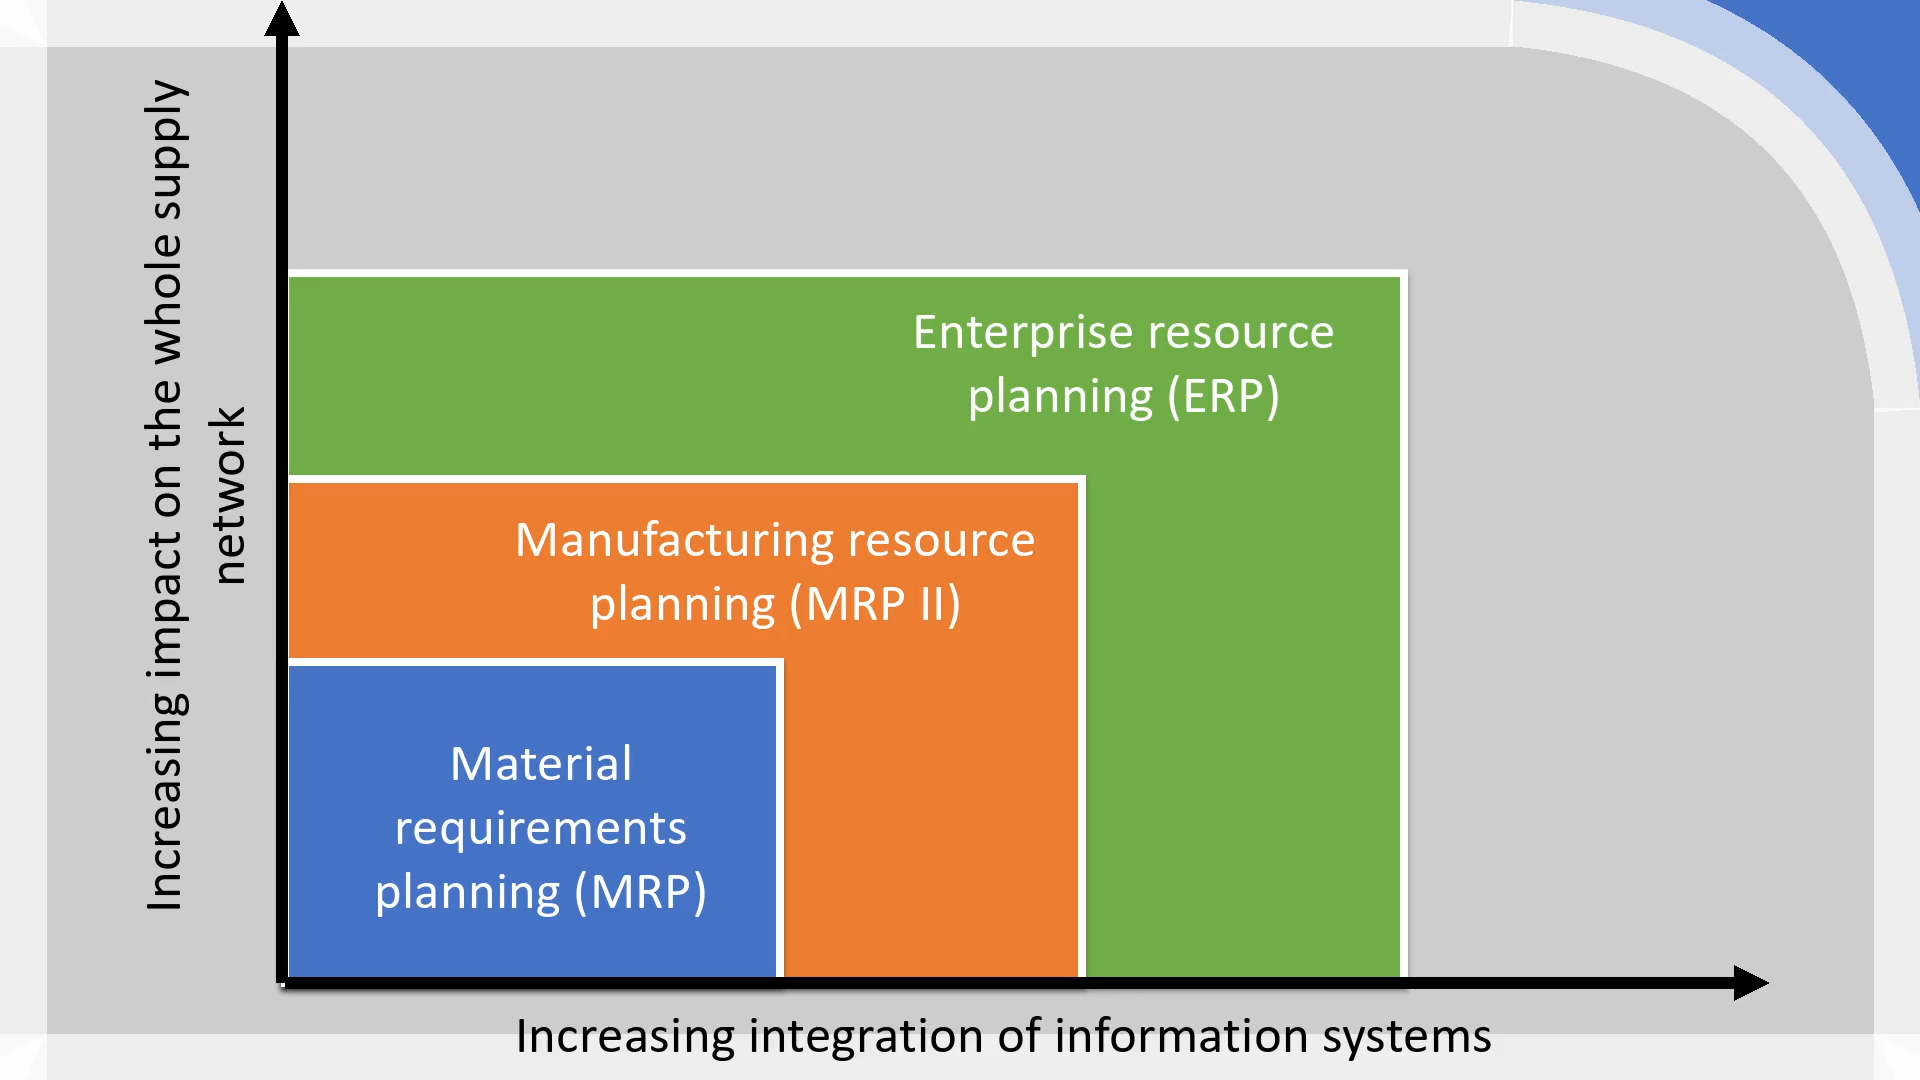 Increasing impact on the whole supply
network
Enterprise resource
planning (ERP)
Manufacturing resource
planning (MRP II)
Material
requirements
planning (MRP)
Increasing integration of information systems